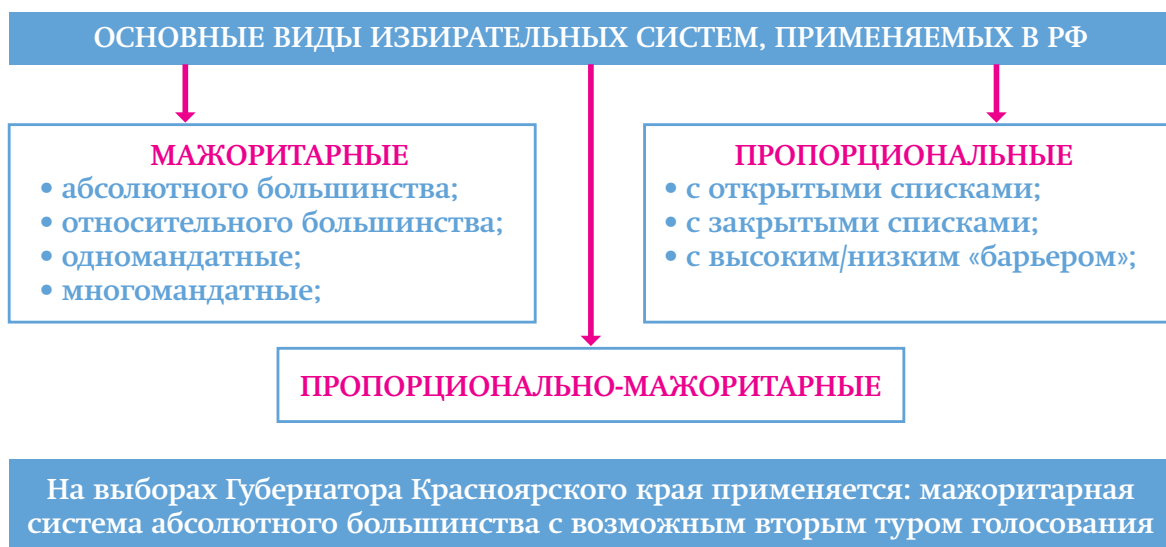 ОСНОВНЫЕ ВИДЫ ИЗБИРАТЕЛЬНЫХ СИСТЕМ, ПРИМЕНЯЕМЫХ В РФ
МАЖОРИТАРНЫЕ
• абсолютного большинства;
• относительного большинства;
• одномандатные;
• многомандатные;
ПРОПОРЦИОНАЛЬНЫЕ
• с открытыми списками;
• с закрытыми списками;
• с высоким/низким «барьером»;
ПРОПОРЦИОНАЛЬНО-МАЖОРИТАРНЫЕ
На выборах Губернатора Красноярского края применяется: мажоритарная
система абсолютного большинства с возможным вторым туром голосования